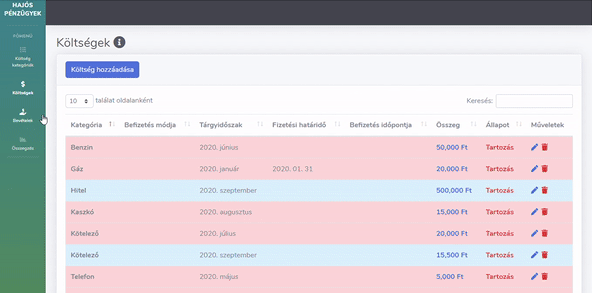 HAJÓS
PÉNZÜGYEK
FŐMENÜ
Költség
kategóriák
Költségek
Bevételek
Összegzés
Költségek
Költség hozzáadása
10 találat oldalanként Keresés:
Kategória Befizetés módja Tárgyidőszak Fizetési határidő Befizetés időpontja Összeg Állapot Műveletek
Benzin 2020. június 50,000 Ft Tartozás
Gáz 2020. január 2020. 01. 31 20,000 Ft Tartozás
Hitel 2020. szeptember 500,000 Ft Tartozás
Kaszkó 2020. augusztus 15,000 Ft Tartozás
Kötelező 2020. július 20,000 Ft Tartozás
Kötelező 2020. szeptember 15,500 Ft Tartozás
Telefon 2020. május 5,000 Ft Tartozás